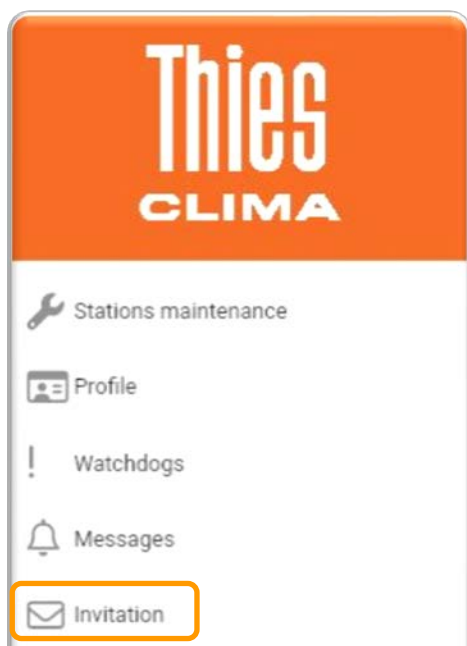 Thies
CLIMA
Stations maintenance
Profile
Watchdogs
Messages
Invitation